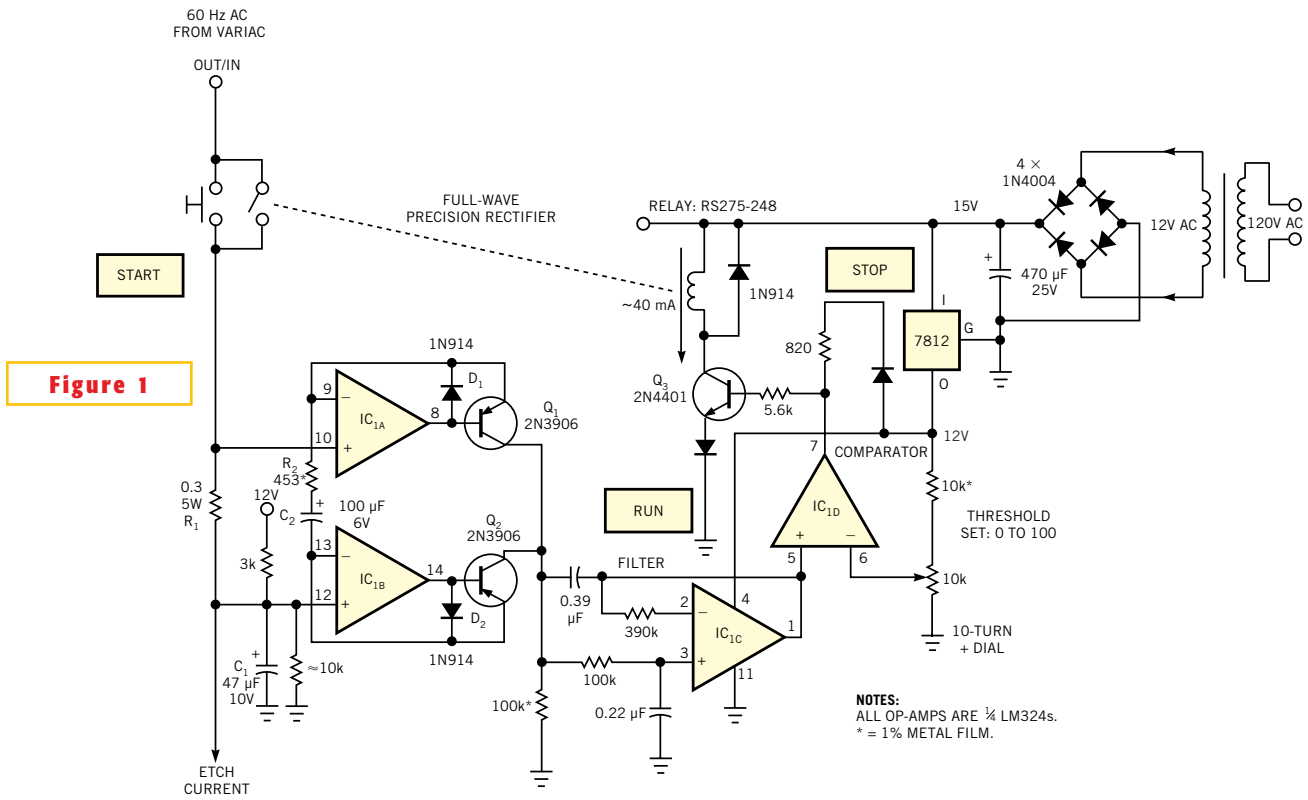 60 Hz AC
FROM VARIAC
OUT/IN
START
Figure 1
FULL-WAVE
PRECISION RECTIFIER
RELAY: RS275-248
15V
4 ×
1N4004
12V AC
120V AC
+
470 µF
25V
~40 mA
1N914
STOP
820
I
7812
G
O
Q3
2N4401
5.6k
12V
7
COMPARATOR
IC1D
+
−
5
6
10k*
THRESHOLD
SET: 0 TO 100
10k
10-TURN
+ DIAL
RUN
1N914
D1
9
−
IC1A
8
10
+
Q1
2N3906
R2
453*
0.3
5W
R1
12V
+
C2
100 µF
6V
3k
13
−
IC1B
14
12
+
Q2
2N3906
D2
1N914
+
C1
47 µF
10V
≈10k
FILTER
0.39
µF
390k
2
−
4
IC1C
1
3
+
11
100k
100k*
0.22 µF
ETCH
CURRENT
NOTES:
ALL OP-AMPS ARE ¼ LM324s.
* = 1% METAL FILM.